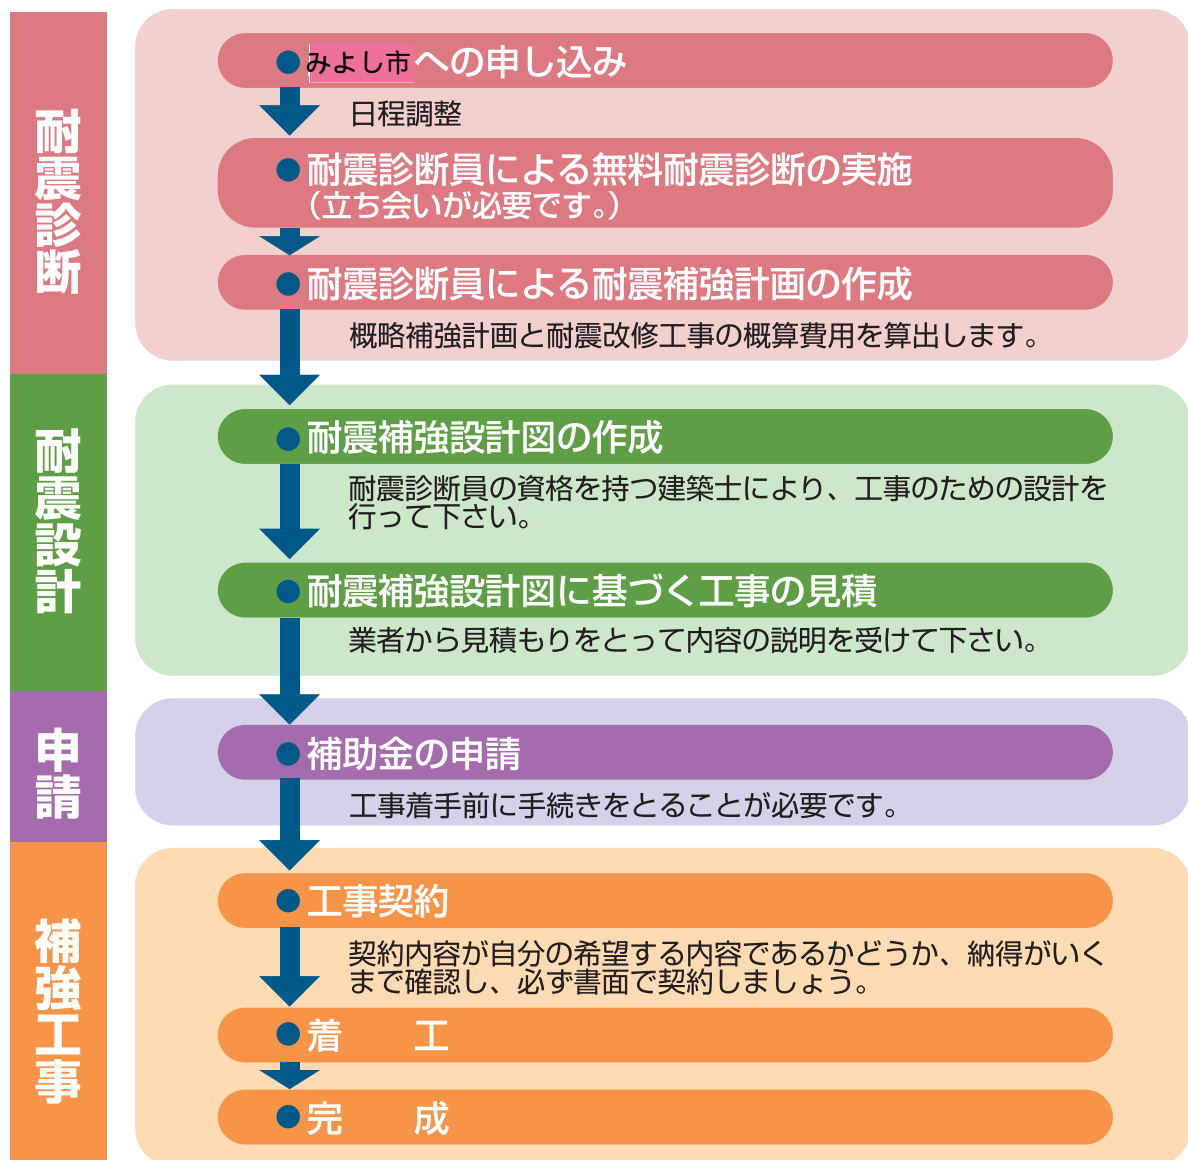 耐震診断
みよし市への申し込み
日程調整
耐震診断員による無料耐震診断の実施
（立ち会いが必要です。）
耐震診断員による耐震補強計画の作成
概略補強計画と耐震改修工事の概算費用を算出します。
耐震設計
耐震補強設計図の作成
耐震診断員の資格を持つ建築士により、工事のための設計を
行って下さい。
耐震補強設計図に基づく工事の見積
業者から見積もりをとって内容の説明を受けて下さい。
申請
補助金の申請
工事着手前に手続きをとることが必要です。
補強工事
工事契約
契約内容が自分の希望する内容であるかどうか、納得がいく
まで確認し、必ず書面で契約しましょう。
着　　工
完　　成